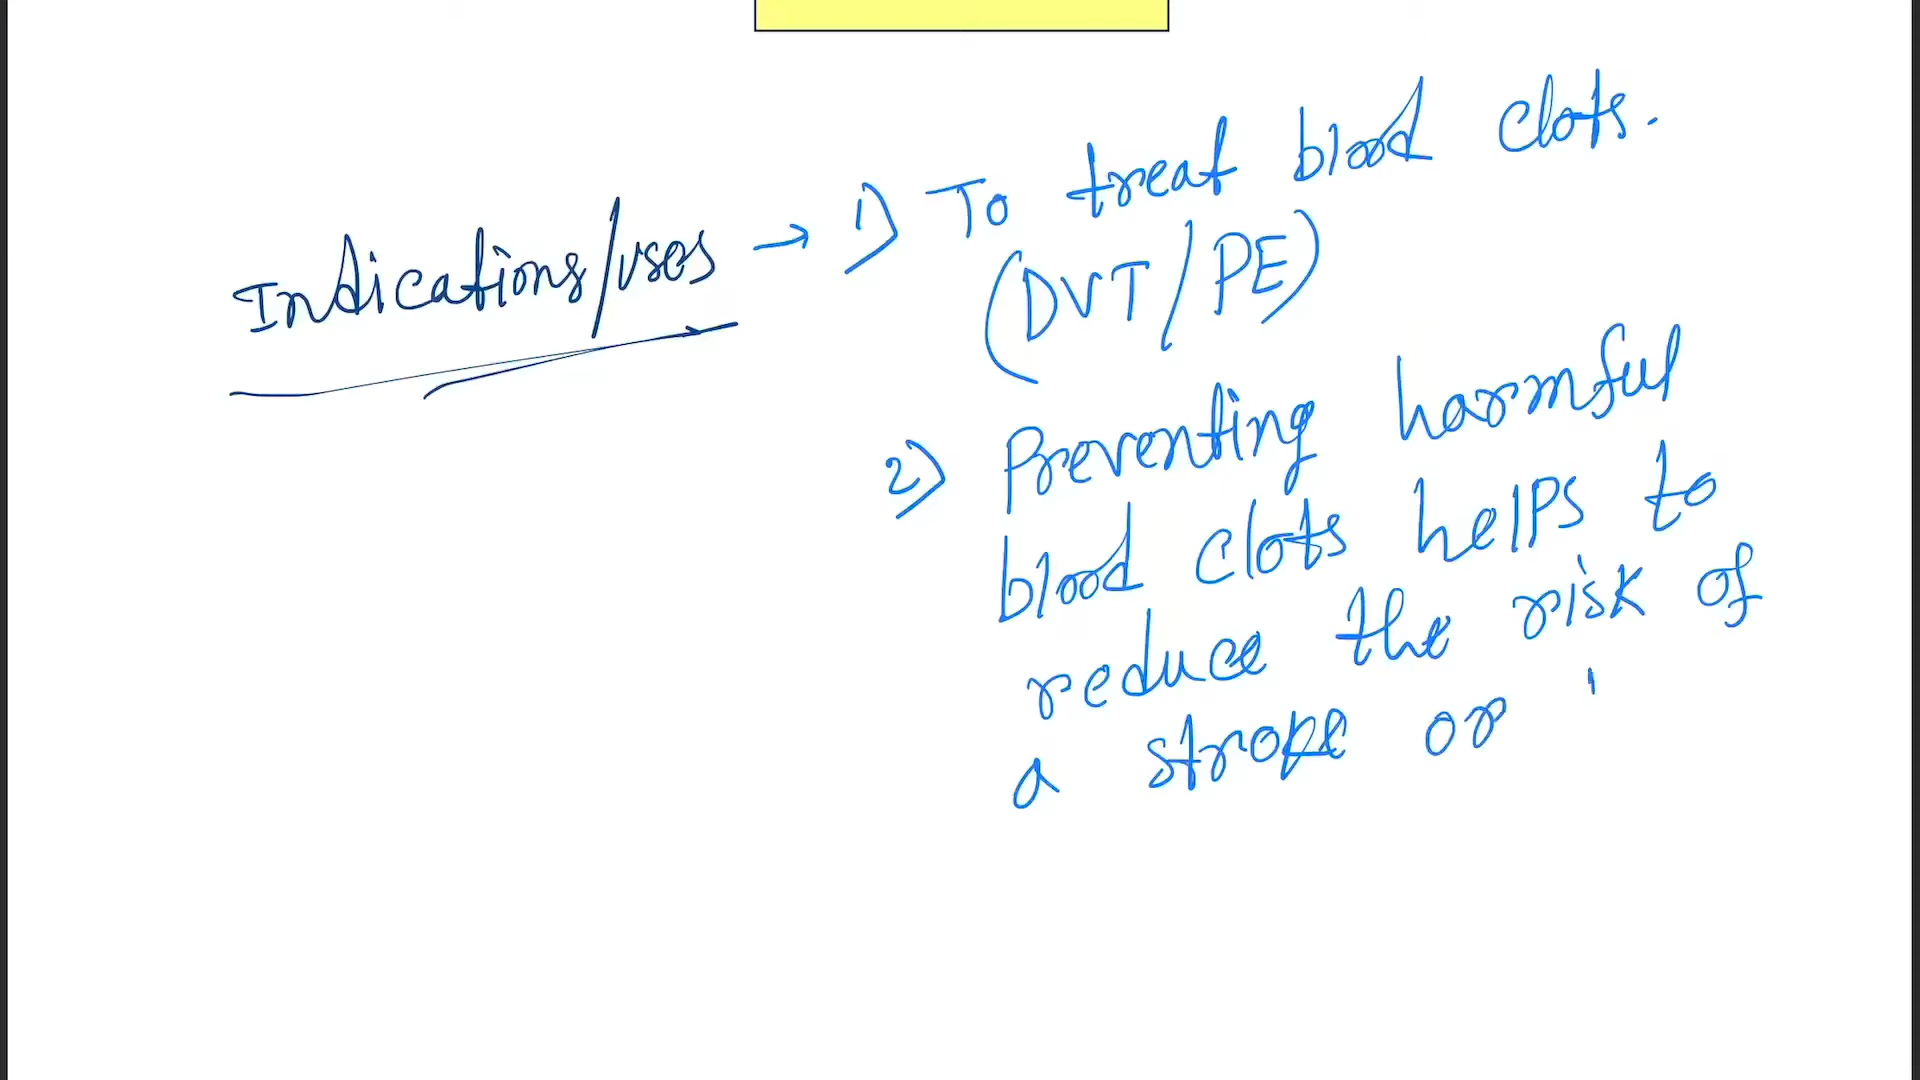 Indications/uses → 1) To treat blood clots.
(DVT/PE)
2) Preventing harmful
blood clots helps to
reduce the risk of
a stroke or